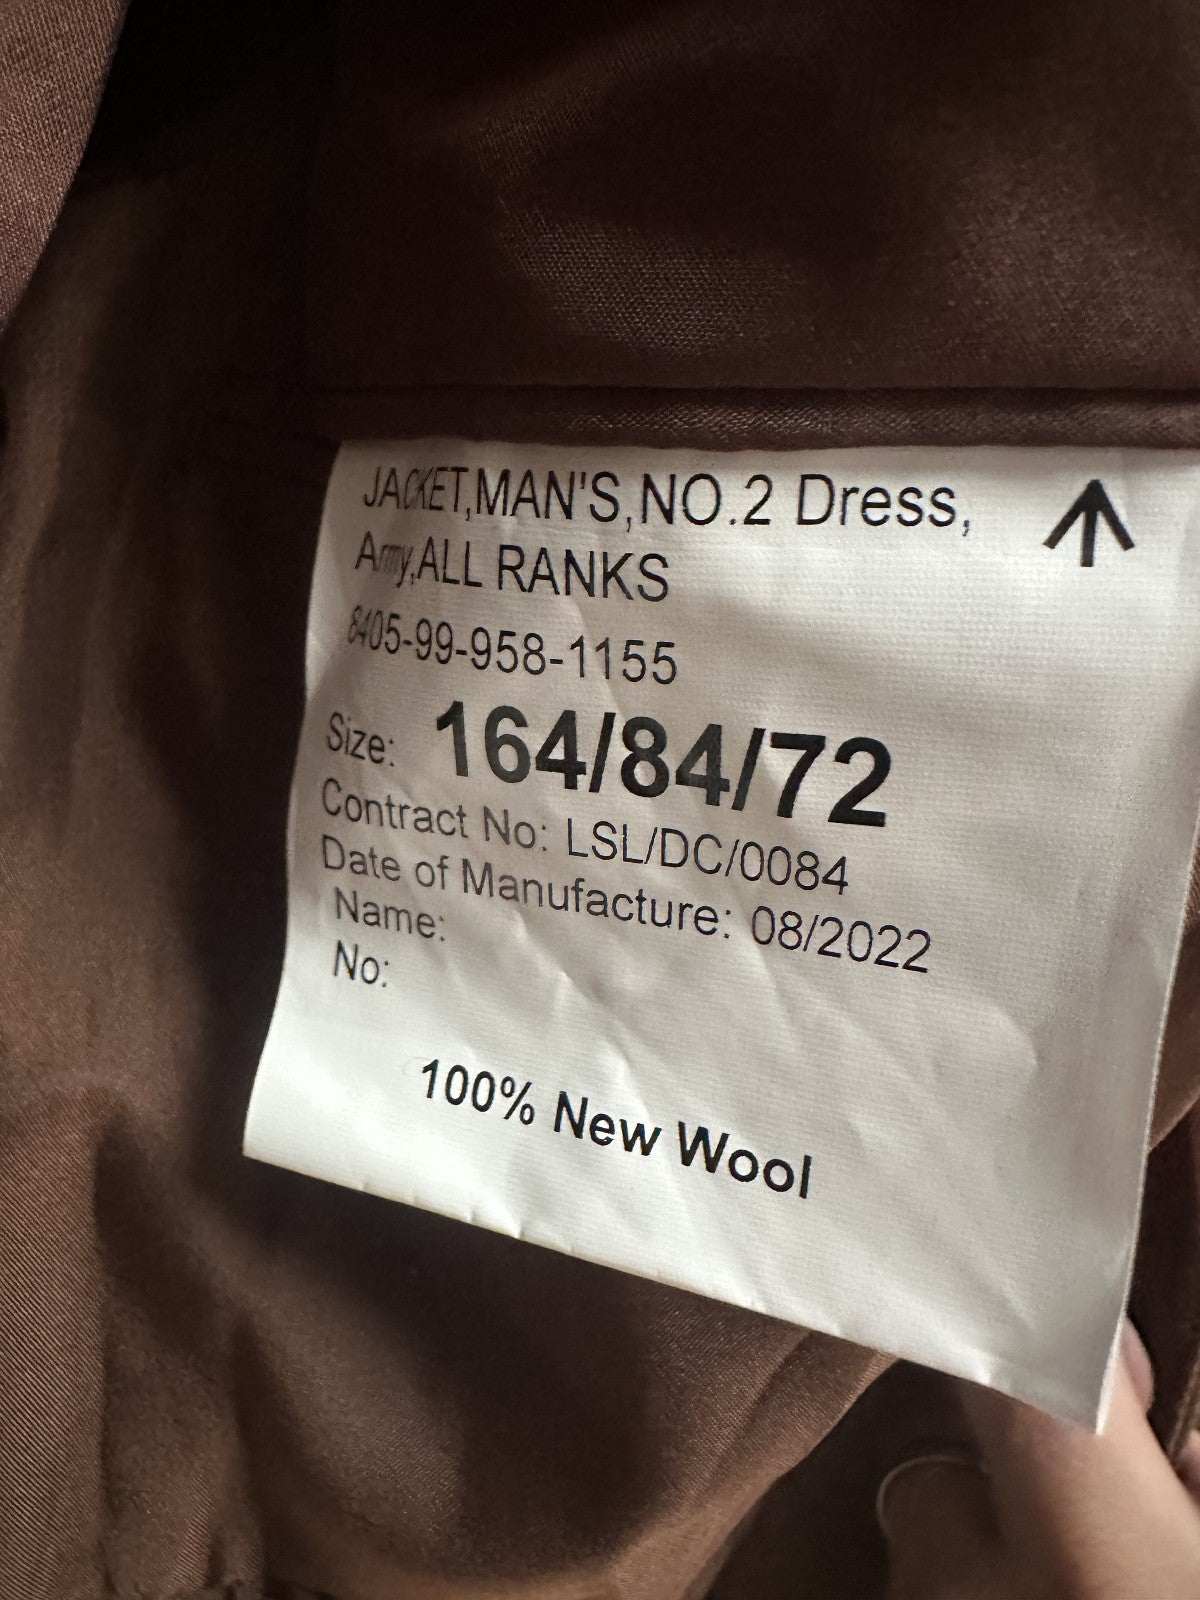 JACKET,MAN'S,NO.2 Dress,
Army,ALL RANKS
8405-99-958-1155
Size: 164/84/72
Contract No: LSL/DC/0084
Date of Manufacture: 08/2022
Name:
No:
100% New Wool